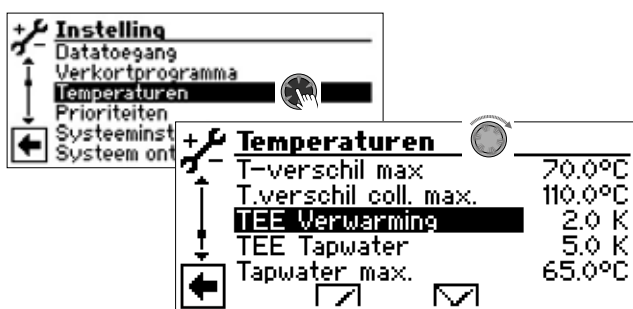 Instelling
Datatoegang
Verkortprogramma
Temperaturen
Prioriteiten
Systeeminst
Systeem ont
Temperaturen
T-verschil max 70.0°C
T.verschil coll. max. 110.0°C
TEE Verwarming 2.0 K
TEE Tapwater 5.0 K
Tapwater max. 65.0°C